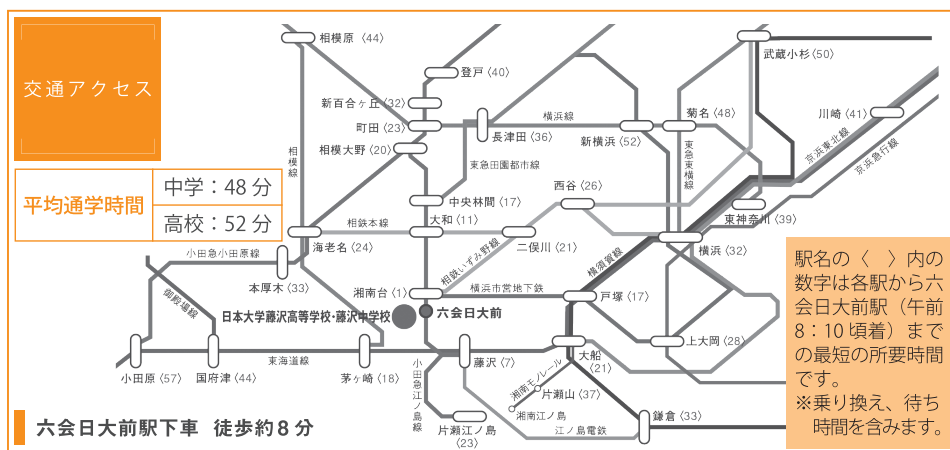 交通アクセス
平均通学時間
中学：48 分
高校：52 分
相模原〈44〉
登戸〈40〉
新百合ヶ丘〈32〉
町田〈23〉
相模大野〈20〉
長津田〈36〉
横浜線
新横浜〈52〉
菊名〈48〉
武蔵小杉〈50〉
川崎〈41〉
京浜東北線
京浜急行線
相模線
東急田園都市線
東急東横線
中央林間〈17〉
西谷〈26〉
東神奈川〈39〉
相鉄本線
大和〈11〉
二俣川〈21〉
横浜〈32〉
海老名〈24〉
小田急小田原線
本厚木〈33〉
相鉄いずみ野線
横須賀線
御殿場線
湘南台〈1〉
横浜市営地下鉄
戸塚〈17〉
日本大学藤沢高等学校・藤沢中学校
六会日大前
上大岡〈28〉
小田原〈57〉
国府津〈44〉
東海道線
茅ヶ崎〈18〉
小田急江ノ島線
藤沢〈7〉
大船
〈21〉
湘南モノレール
片瀬山〈37〉
湘南江ノ島
片瀬江ノ島
〈23〉
江ノ島電鉄
鎌倉〈33〉
六会日大前駅下車 徒歩約８分
駅名の〈　〉内の
数字は各駅から六
会日大前駅（午前
8：10 頃着）まで
の最短の所要時間
です。
※乗り換え、待ち
時間を含みます。